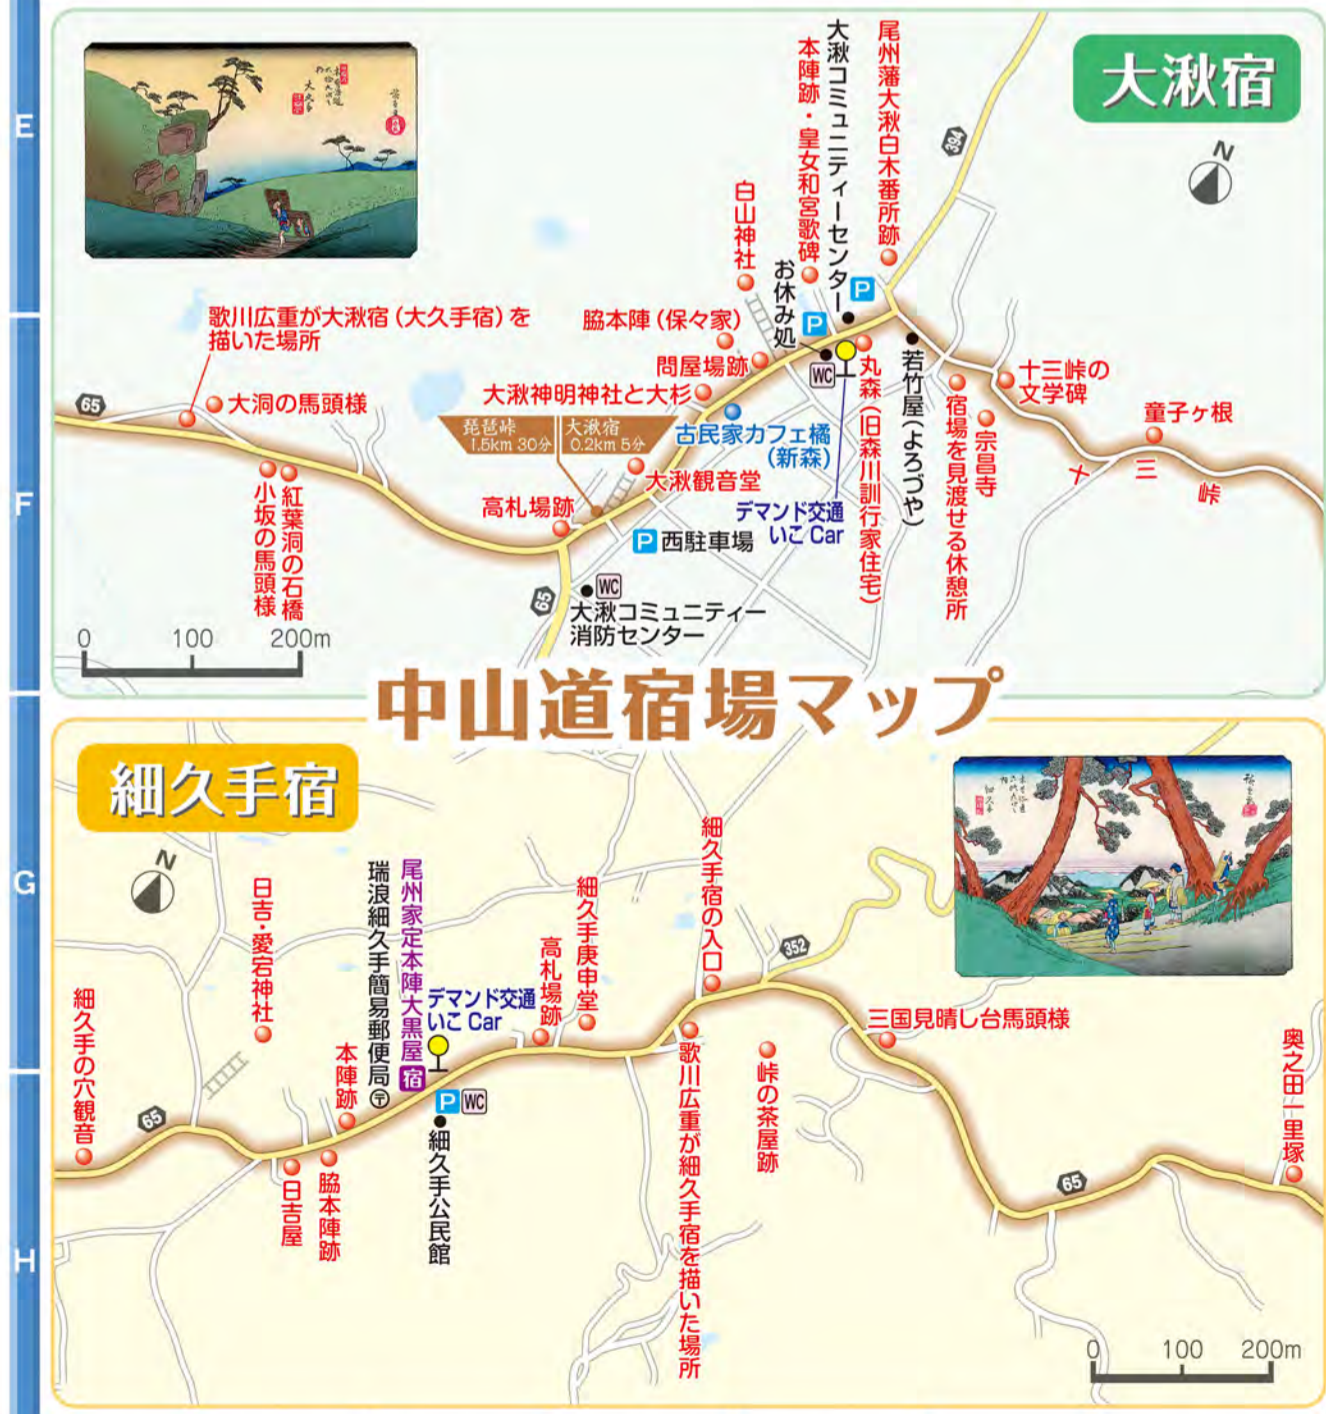 E
F
G
H
大湫宿
N
394
尾州藩大湫白木番所跡
大湫コミュニティーセンター
本陣跡・皇女和宮歌碑
白山神社
お休み処
P
P
歌川広重が大湫宿（大久手宿）を
描いた場所
脇本陣（保々家）
問屋場跡
大湫神明神社と大杉
WC
丸森（旧森川訓行家住宅）
若竹屋（よろづや）
十三峠の
文学碑
宿場を見渡せる休憩所
宗昌寺
童子ヶ根
十三峠
65
大洞の馬頭様
琵琶峠
1.5km 30分
大湫宿
0.2km 5分
古民家カフェ橘
（新森）
大湫観音堂
小坂の馬頭様
紅葉洞の石橋
高札場跡
デマンド交通
いこ Car
P 西駐車場
65
WC
大湫コミュニティー
消防センター
0 100 200m
中山道宿場マップ
細久手宿
N
細久手の穴観音
日吉・愛宕神社
65
本陣跡
瑞浪細久手簡易郵便局
尾州家定本陣大黒屋 宿
デマンド交通
いこ Car
P WC
細久手公民館
日吉屋
脇本陣跡
高札場跡
細久手庚申堂
細久手宿の入口
352
歌川広重が細久手宿を描いた場所
峠の茶屋跡
三国見晴し台馬頭様
65
奥之田一里塚
0 100 200m